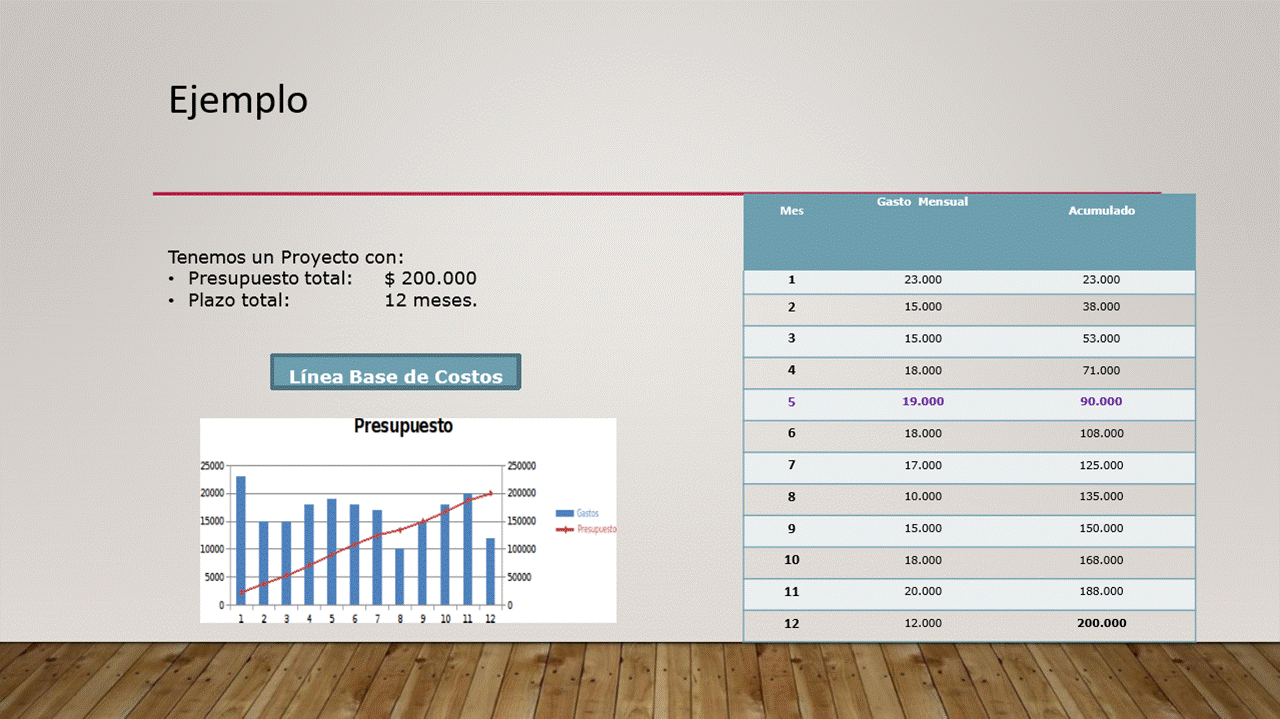 Ejemplo
Tenemos un Proyecto con:
• Presupuesto total: $ 200.000
• Plazo total: 12 meses.
Línea Base de Costos
Presupuesto
25000 250000
20000 200000
15000 150000
10000 100000
5000 50000
0 0
1 2 3 4 5 6 7 8 9 10 11 12
Gastos
Presupuesto
Mes Gasto Mensual Acumulado
1 23.000 23.000
2 15.000 38.000
3 15.000 53.000
4 18.000 71.000
5 19.000 90.000
6 18.000 108.000
7 17.000 125.000
8 10.000 135.000
9 15.000 150.000
10 18.000 168.000
11 20.000 188.000
12 12.000 200.000